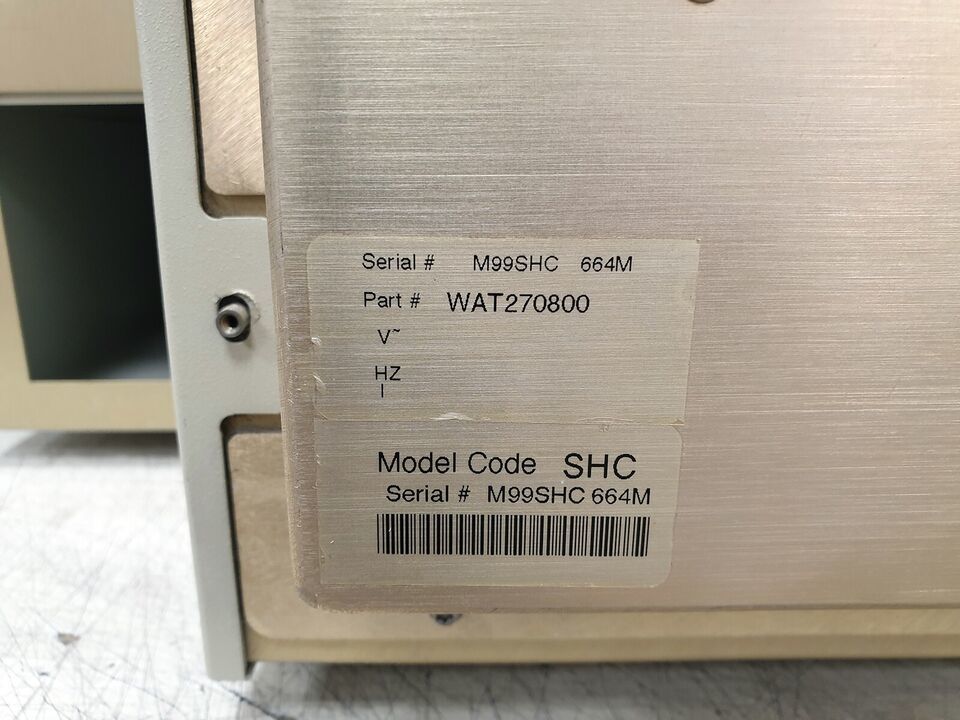 Serial # M99SHC 664M
Part # WAT270800
V~
HZ
I
Model Code SHC
Serial # M99SHC 664M